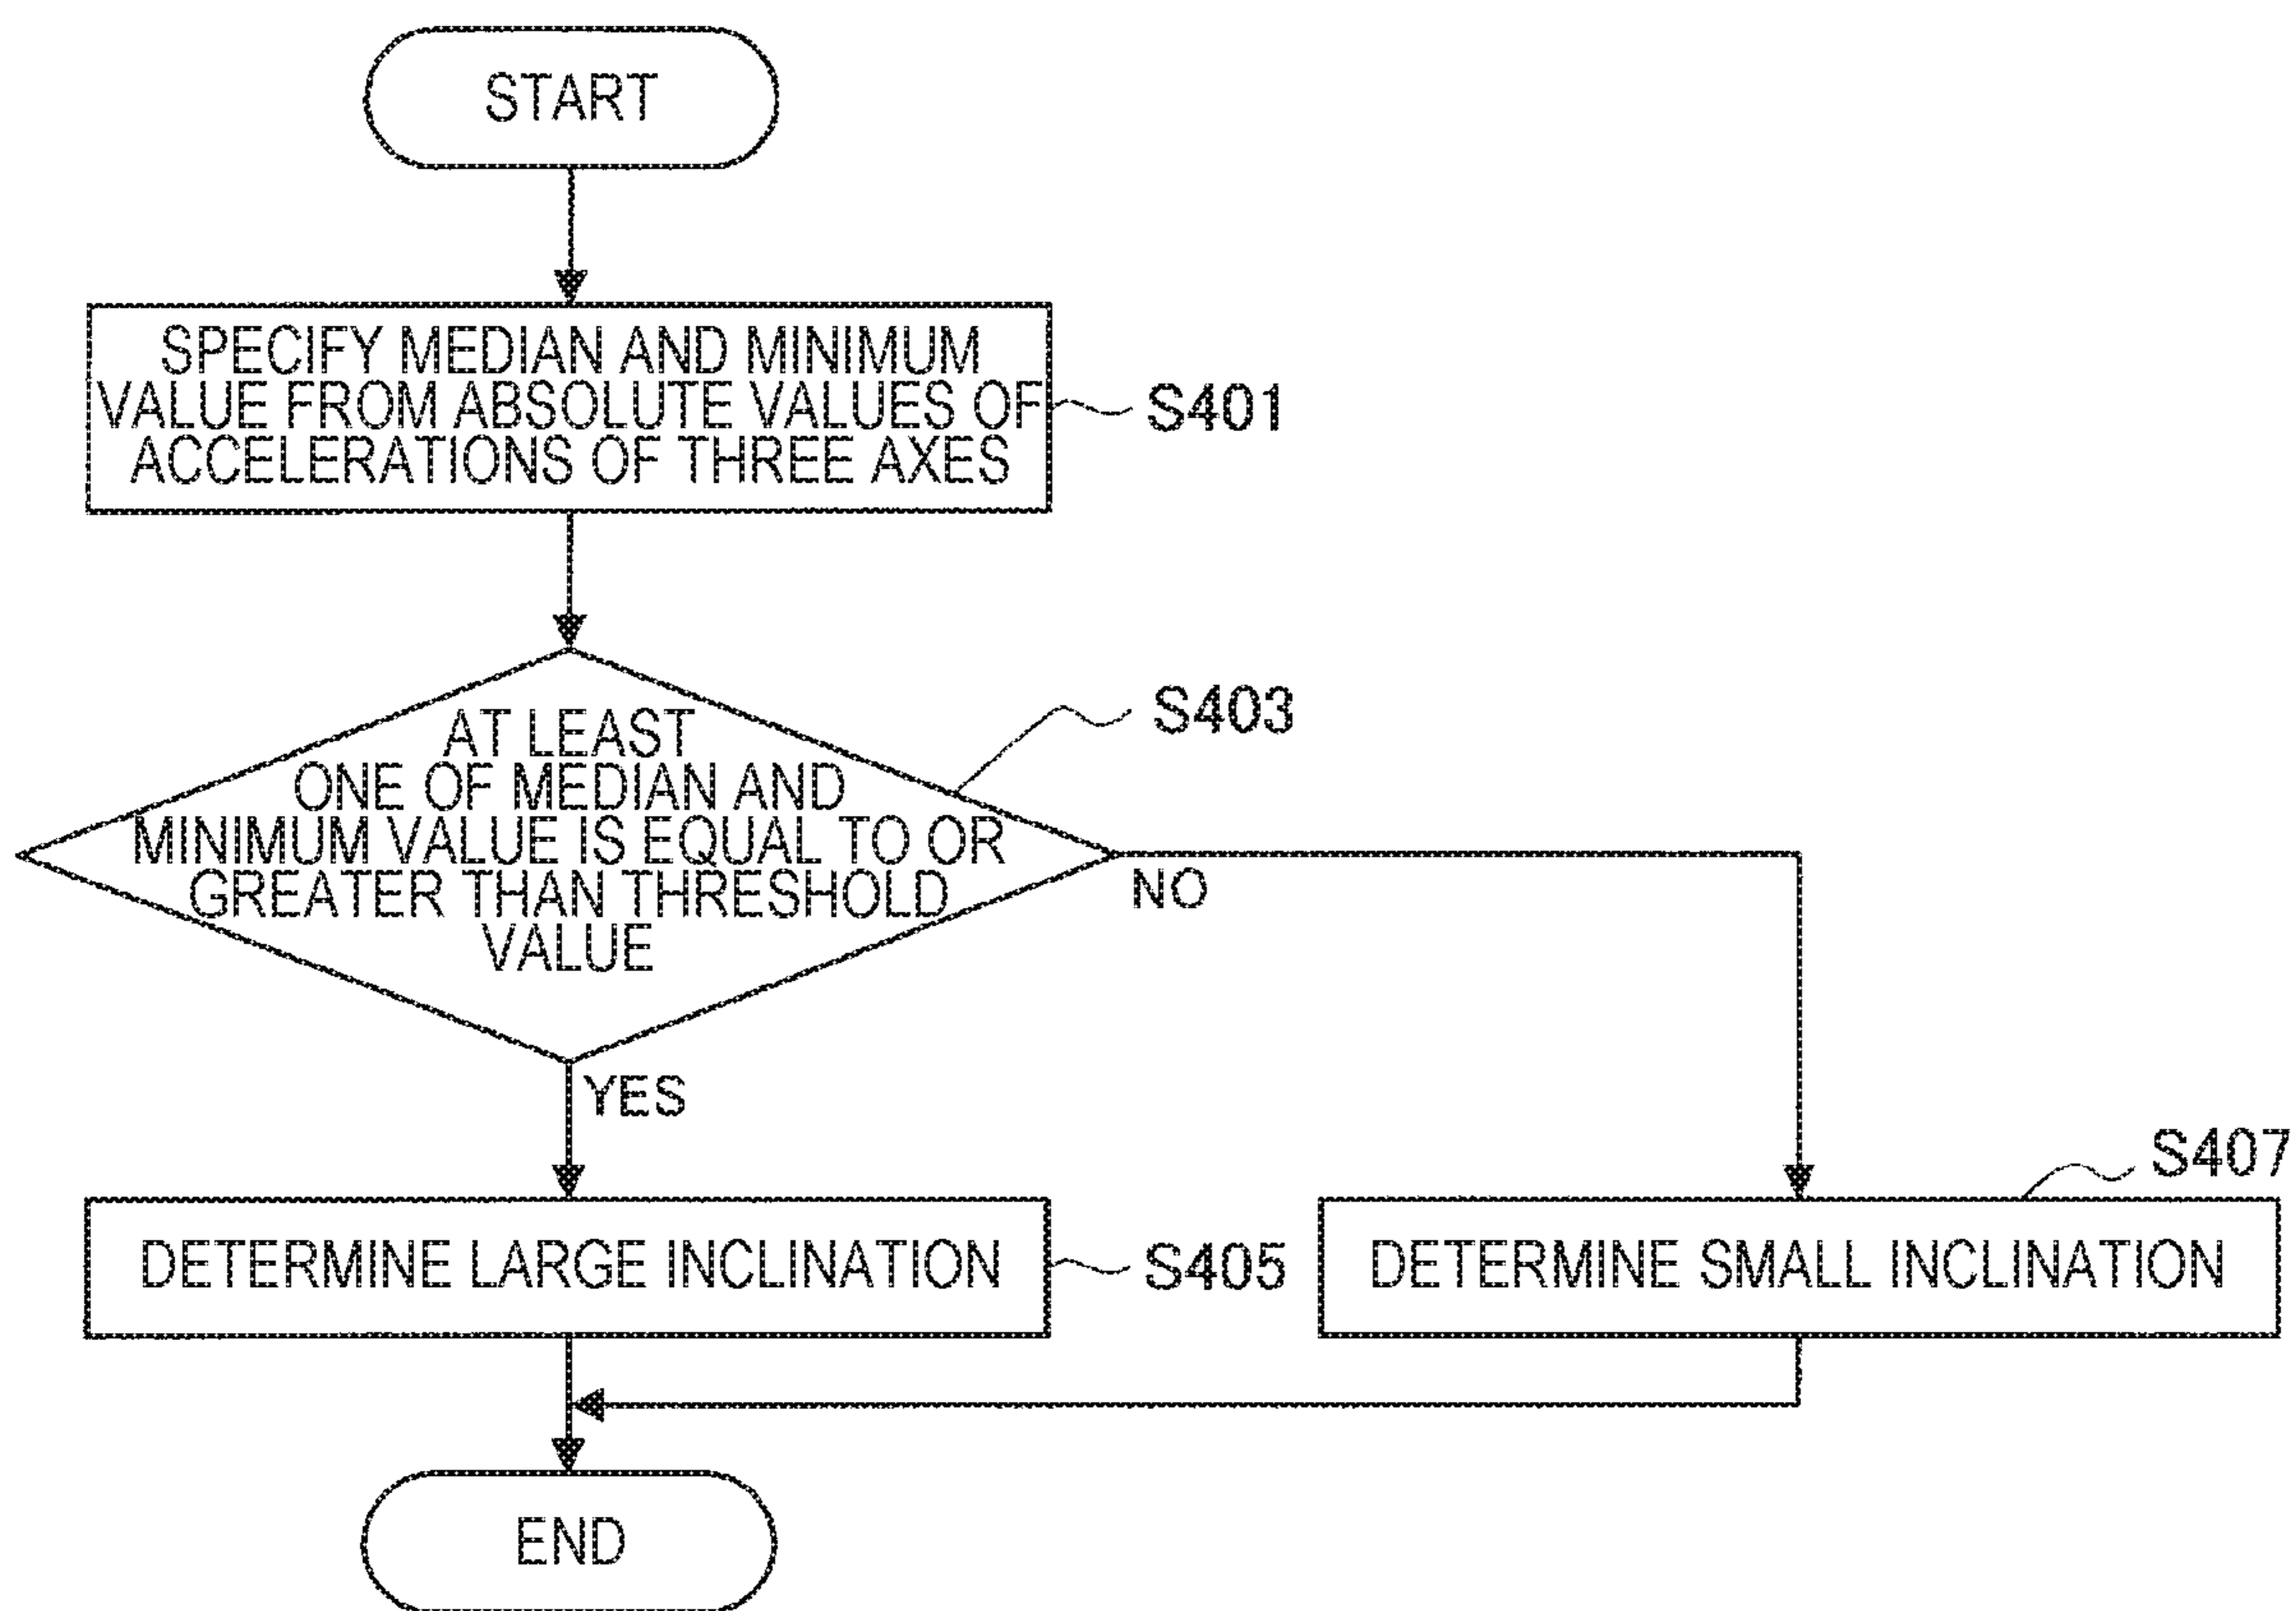 START
SPECIFY MEDIAN AND MINIMUM
VALUE FROM ABSOLUTE VALUES OF
ACCELERATIONS OF THREE AXES
S401
S403
AT LEAST
ONE OF MEDIAN AND
MINIMUM VALUE IS EQUAL TO OR
GREATER THAN THRESHOLD
VALUE
NO
YES
DETERMINE LARGE INCLINATION
S405
S407
DETERMINE SMALL INCLINATION
END